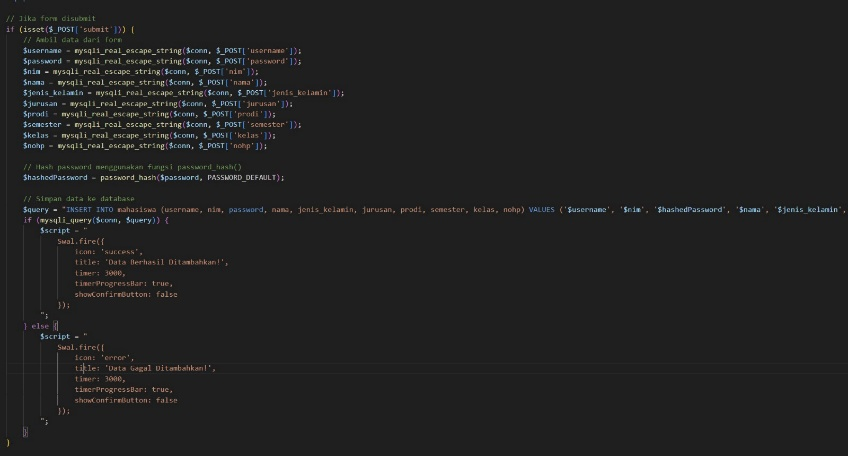 // Jika form disubmit
if (isset($_POST['submit'])) {
// Ambil data dari form
$username = mysqli_real_escape_string($conn, $_POST['username']);
$password = mysqli_real_escape_string($conn, $_POST['password']);
$nim = mysqli_real_escape_string($conn, $_POST['nim']);
$nama = mysqli_real_escape_string($conn, $_POST['nama']);
$jenis_kelamin = mysqli_real_escape_string($conn, $_POST['jenis_kelamin']);
$jurusan = mysqli_real_escape_string($conn, $_POST['jurusan']);
$prodi = mysqli_real_escape_string($conn, $_POST['prodi']);
$semester = mysqli_real_escape_string($conn, $_POST['semester']);
$kelas = mysqli_real_escape_string($conn, $_POST['kelas']);
$nohp = mysqli_real_escape_string($conn, $_POST['nohp']);
// Hash password menggunakan fungsi password_hash()
$hashedPassword = password_hash($password, PASSWORD_DEFAULT);
// Simpan data ke database
$query = "INSERT INTO mahasiswa (username, nim, password, nama, jenis_kelamin, jurusan, prodi, semester, kelas, nohp) VALUES ('$username', '$nim', '$hashedPassword', '$nama', '$jenis_kelamin',
if (mysqli_query($conn, $query)) {
$script = "
Swal.fire({
icon: 'success',
title: 'Data Berhasil Ditambahkan!',
timer: 3000,
timerProgressBar: true,
showConfirmButton: false
});
";
} else {
$script = "
Swal.fire({
icon: 'error',
title: 'Data Gagal Ditambahkan!',
timer: 3000,
timerProgressBar: true,
showConfirmButton: false
});
";
}
}